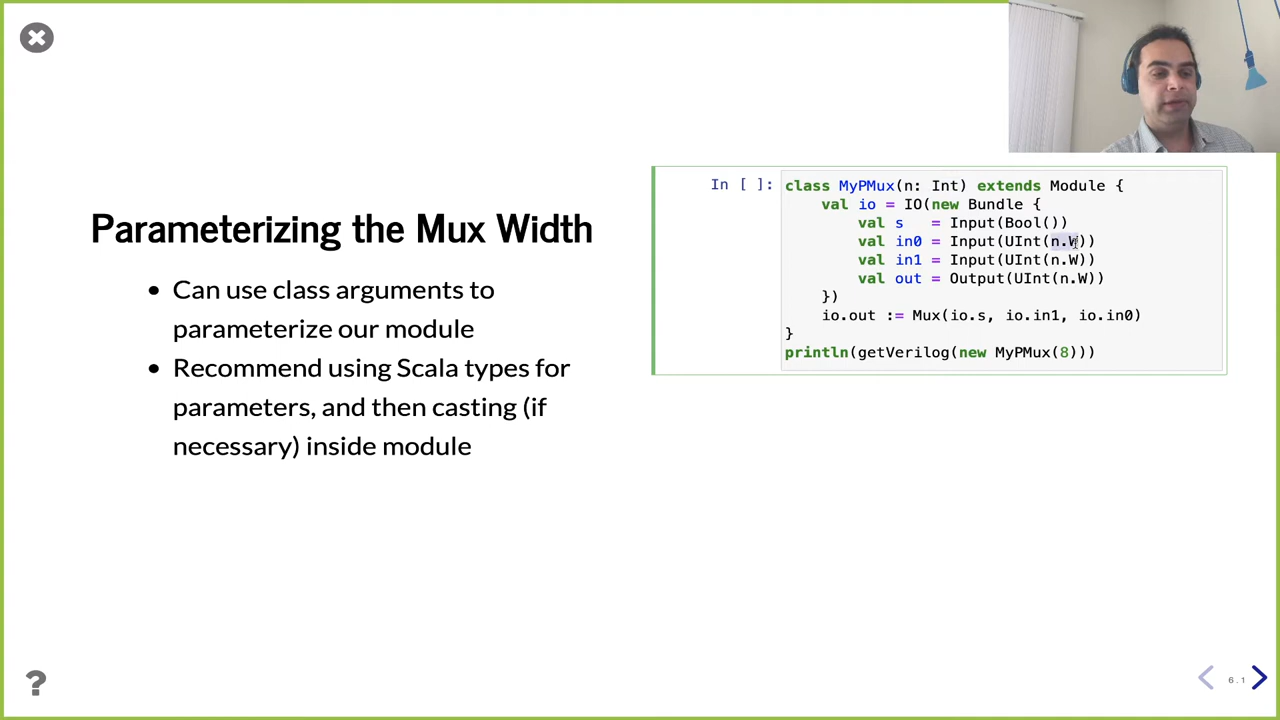 Parameterizing the Mux Width
• Can use class arguments to
parameterize our module
• Recommend using Scala types for
parameters, and then casting (if
necessary) inside module
In [ ]:
class MyPMux(n: Int) extends Module {
    val io = IO(new Bundle {
        val s   = Input(Bool())
        val in0 = Input(UInt(n.W))
        val in1 = Input(UInt(n.W))
        val out = Output(UInt(n.W))
    })
    io.out := Mux(io.s, io.in1, io.in0)
}
println(getVerilog(new MyPMux(8)))
?
6.1